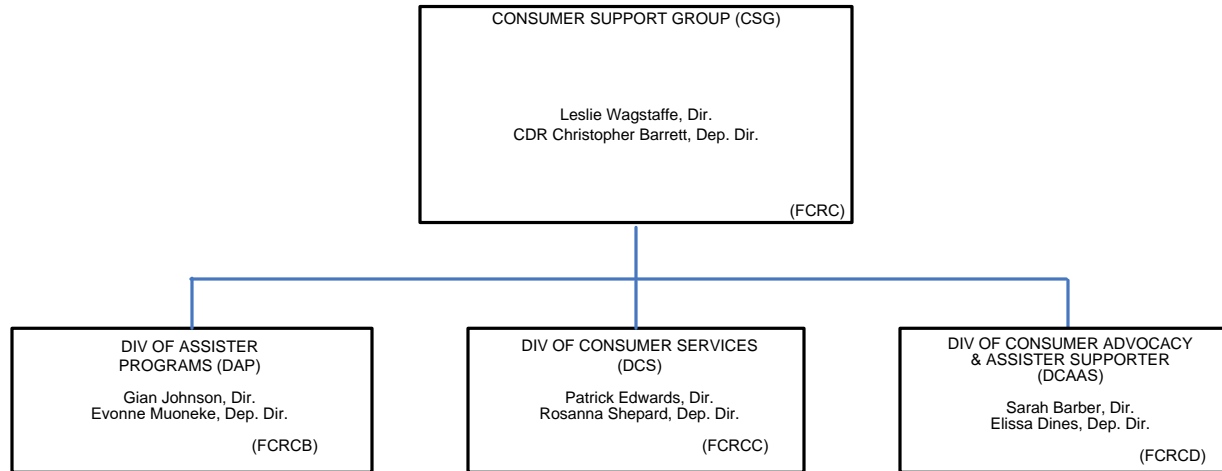 CONSUMER SUPPORT GROUP (CSG)
Leslie Wagstaffe, Dir.
CDR Christopher Barrett, Dep. Dir.
(FCRC)
DIV OF ASSISTER
PROGRAMS (DAP)
Gian Johnson, Dir.
Evonne Muoneke, Dep. Dir.
(FCRCB)
DIV OF CONSUMER SERVICES
(DCS)
Patrick Edwards, Dir.
Rosanna Shepard, Dep. Dir.
(FCRCC)
DIV OF CONSUMER ADVOCACY
& ASSISTER SUPPORTER
(DCAAS)
Sarah Barber, Dir.
Elissa Dines, Dep. Dir.
(FCRCD)